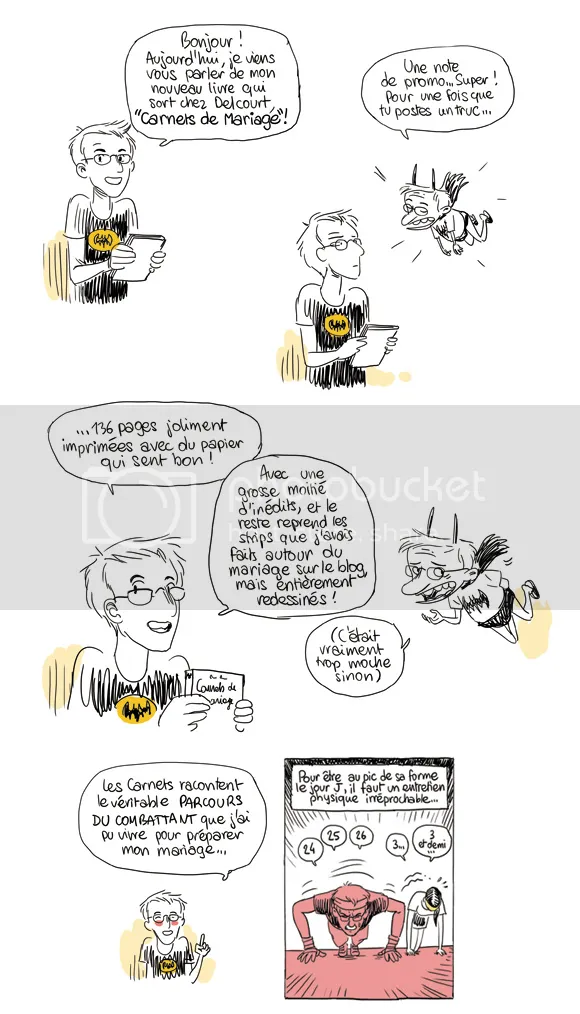 Bonjour !
Aujourd'hui, je viens
vous parler de mon
nouveau livre qui
sort chez Delcourt,
"Carnets de Mariage"!
Une note
de promo... Super !
Pour une fois que
tu postes un truc...
...136 pages joliment
imprimées avec du papier
qui sent bon !
Avec une
grosse moitié
d'inédits, et le
reste reprend les
strips que j'avais
faits autour du
mariage sur le blog,
mais entièrement
redessinés !
(C'était
vraiment
trop moche
sinon)
Carnets de
mariage
photobucket
Les Carnets racontent
le véritable PARCOURS
DU COMBATTANT que j'ai
pu vivre pour préparer
mon mariage...
Pour être au pic de sa forme
le jour J, il faut un entretien
physique irréprochable...
24
25
26
3...
3
et demi
...